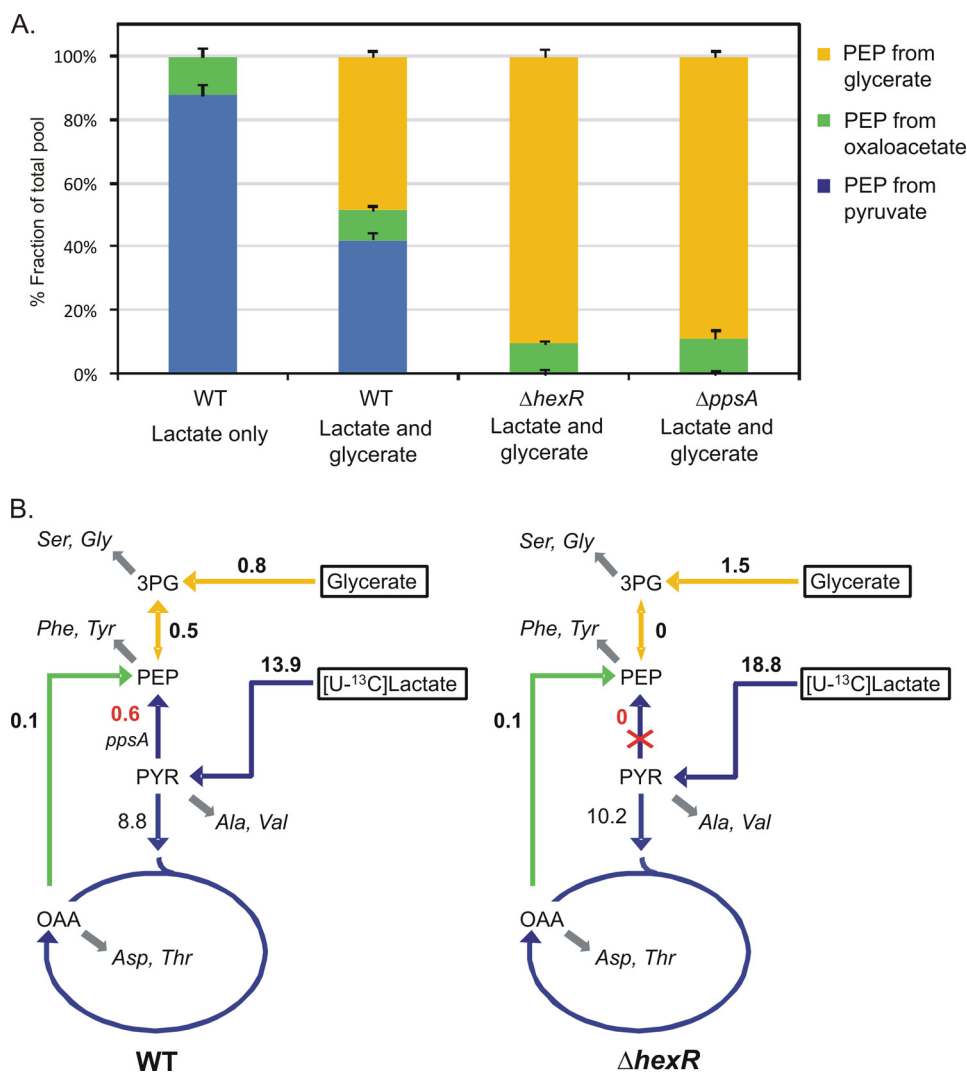 A.
100%
80%
60%
40%
20%
0%
% Fraction of total pool
WT
Lactate only
WT
Lactate and
glycerate
ΔhexR
Lactate and
glycerate
ΔppsA
Lactate and
glycerate
PEP from
glycerate
PEP from
oxaloacetate
PEP from
pyruvate
B.
Ser, Gly
3PG
0.8
Glycerate
Phe, Tyr
0.5
PEP
13.9
[U-¹³C]Lactate
0.1
0.6
ppsA
PYR
8.8
Ala, Val
OAA
Asp, Thr
WT
Ser, Gly
3PG
1.5
Glycerate
Phe, Tyr
0
PEP
18.8
[U-¹³C]Lactate
0.1
0
PYR
10.2
Ala, Val
OAA
Asp, Thr
ΔhexR